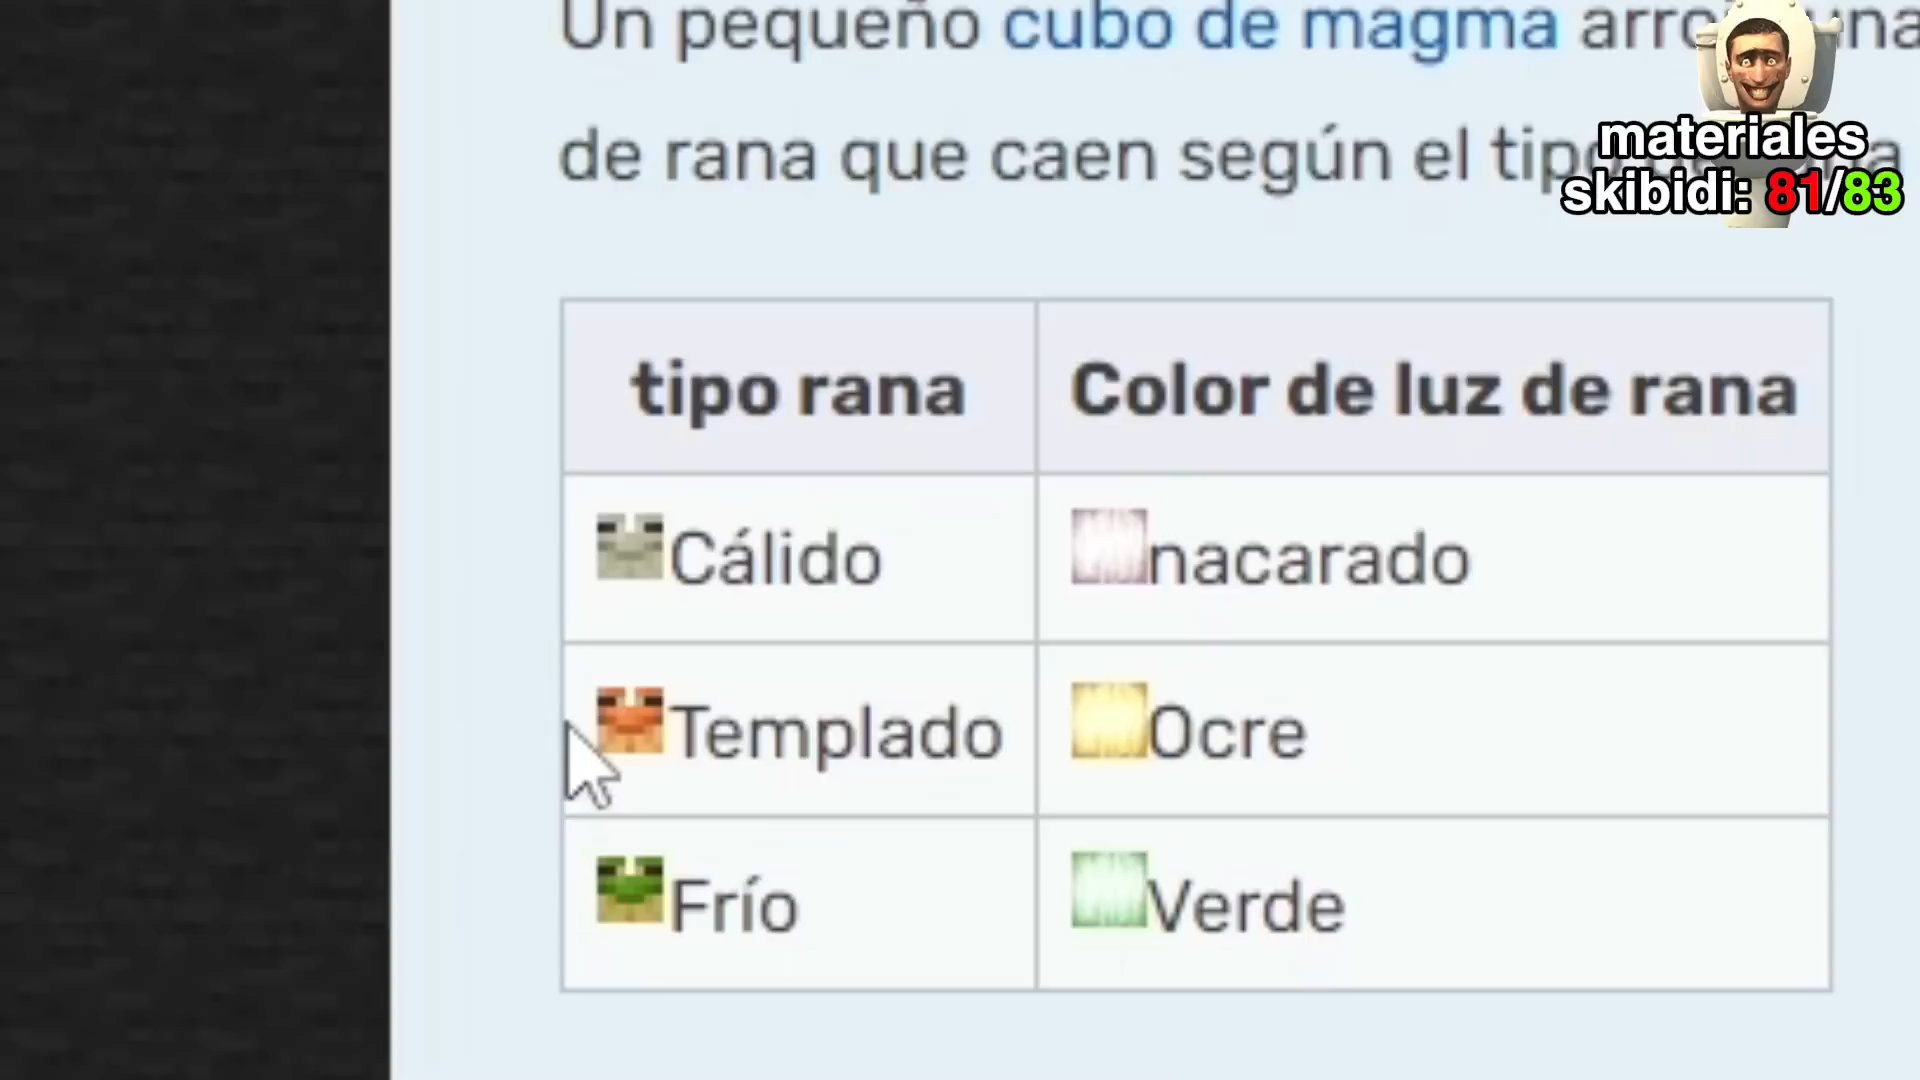 Un pequeño cubo de magma
de rana que caen según el
materiales
skibidi: 81/83
tipo rana Color de luz de rana
Cálido nacarado
Templado Ocre
Frío Verde